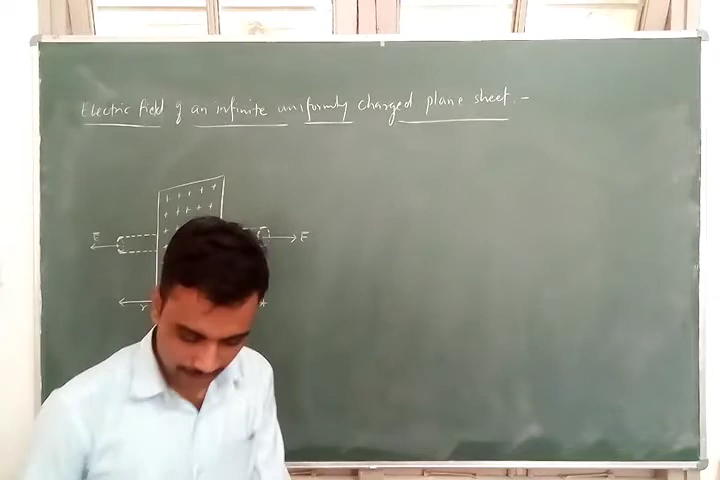 Electric field of an infinite uniformly charged plane sheet.-
+ + + + +
+ + + + +
E
E
r